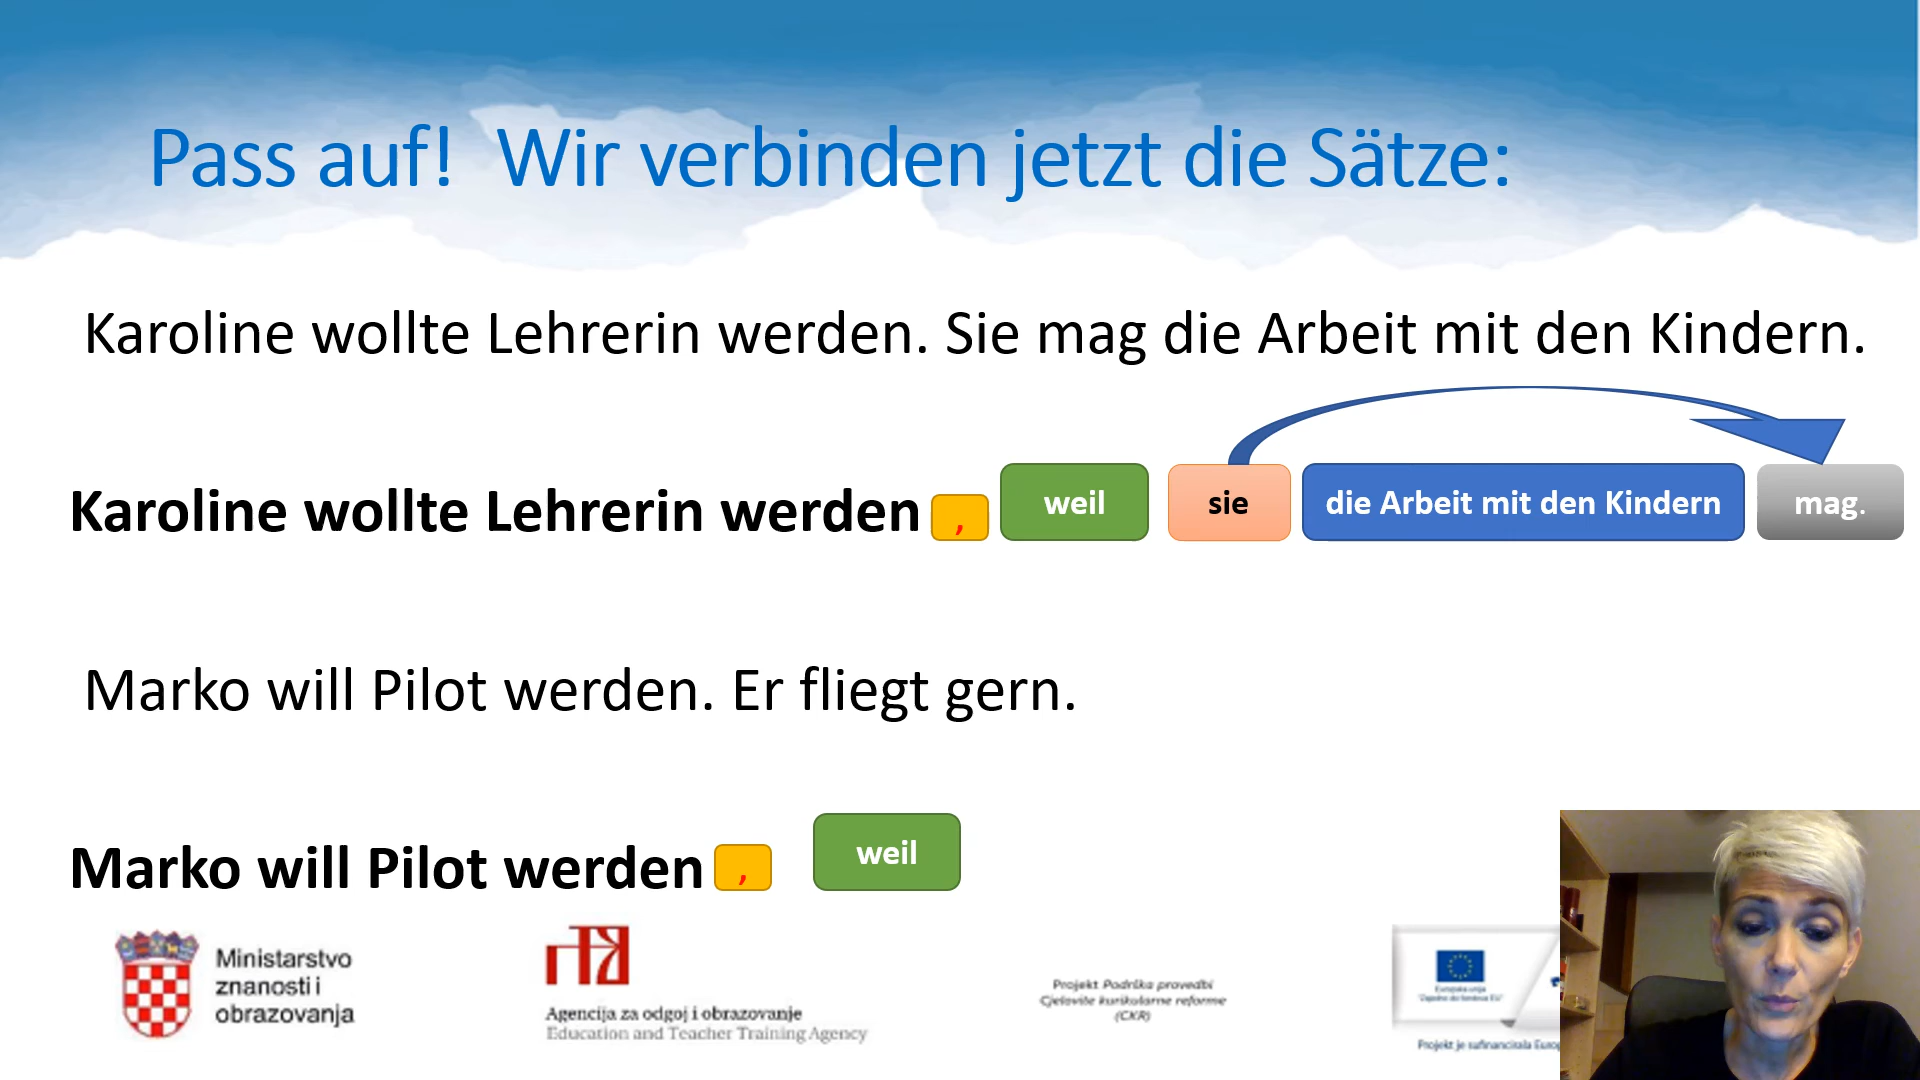 Pass auf! Wir verbinden jetzt die Sätze:
Karoline wollte Lehrerin werden. Sie mag die Arbeit mit den Kindern.
Karoline wollte Lehrerin werden , weil sie die Arbeit mit den Kindern mag.
Marko will Pilot werden. Er fliegt gern.
Marko will Pilot werden , weil
Ministarstvo
znanosti i
obrazovanja
Agencija za odgoj i obrazovanje
Education and Teacher Training Agency
Projekt Podrška provedbi
Cjelovite kurikularne reforme
(CKR)
Europska unija
"Zajedno do fondova EU"
Projekt je sufinancirala Euro